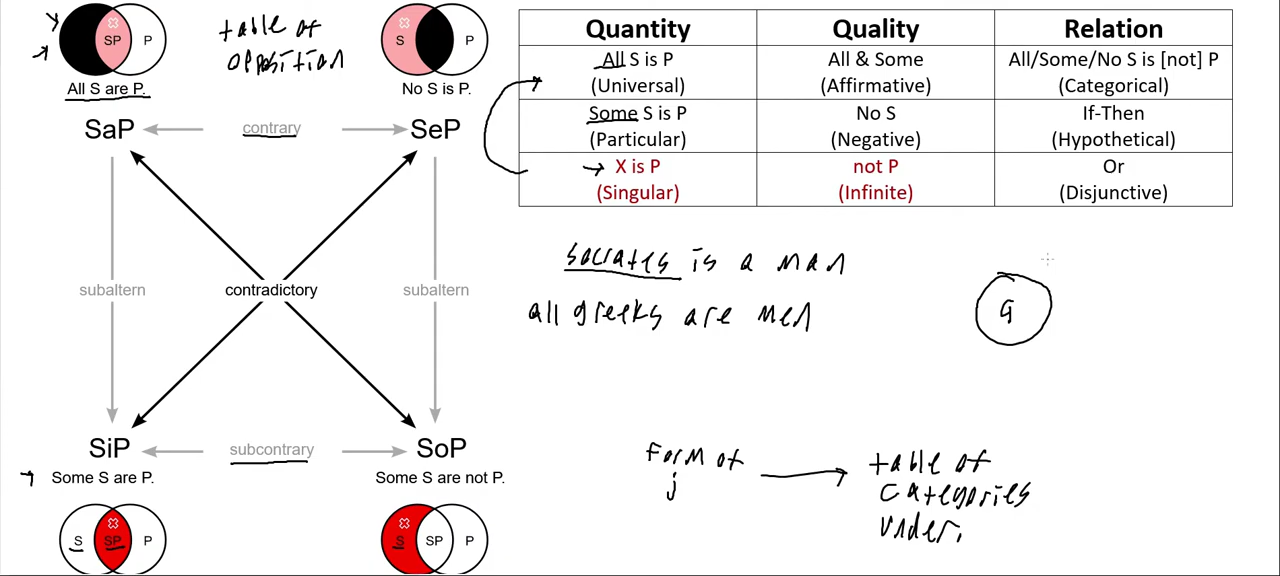 SP P
All S are P.
table of
opposition
S P
No S is P.
SaP contrary SeP
subaltern contradictory subaltern
SiP subcontrary SoP
Some S are P.
Some S are not P.
S SP P
S SP P
Quantity Quality Relation
All S is P All & Some All/Some/No S is [not] P
(Universal) (Affirmative) (Categorical)
Some S is P No S If-Then
(Particular) (Negative) (Hypothetical)
X is P not P Or
(Singular) (Infinite) (Disjunctive)
Socrates is a man
all greeks are men
G
form of
j
table of
categories
under.